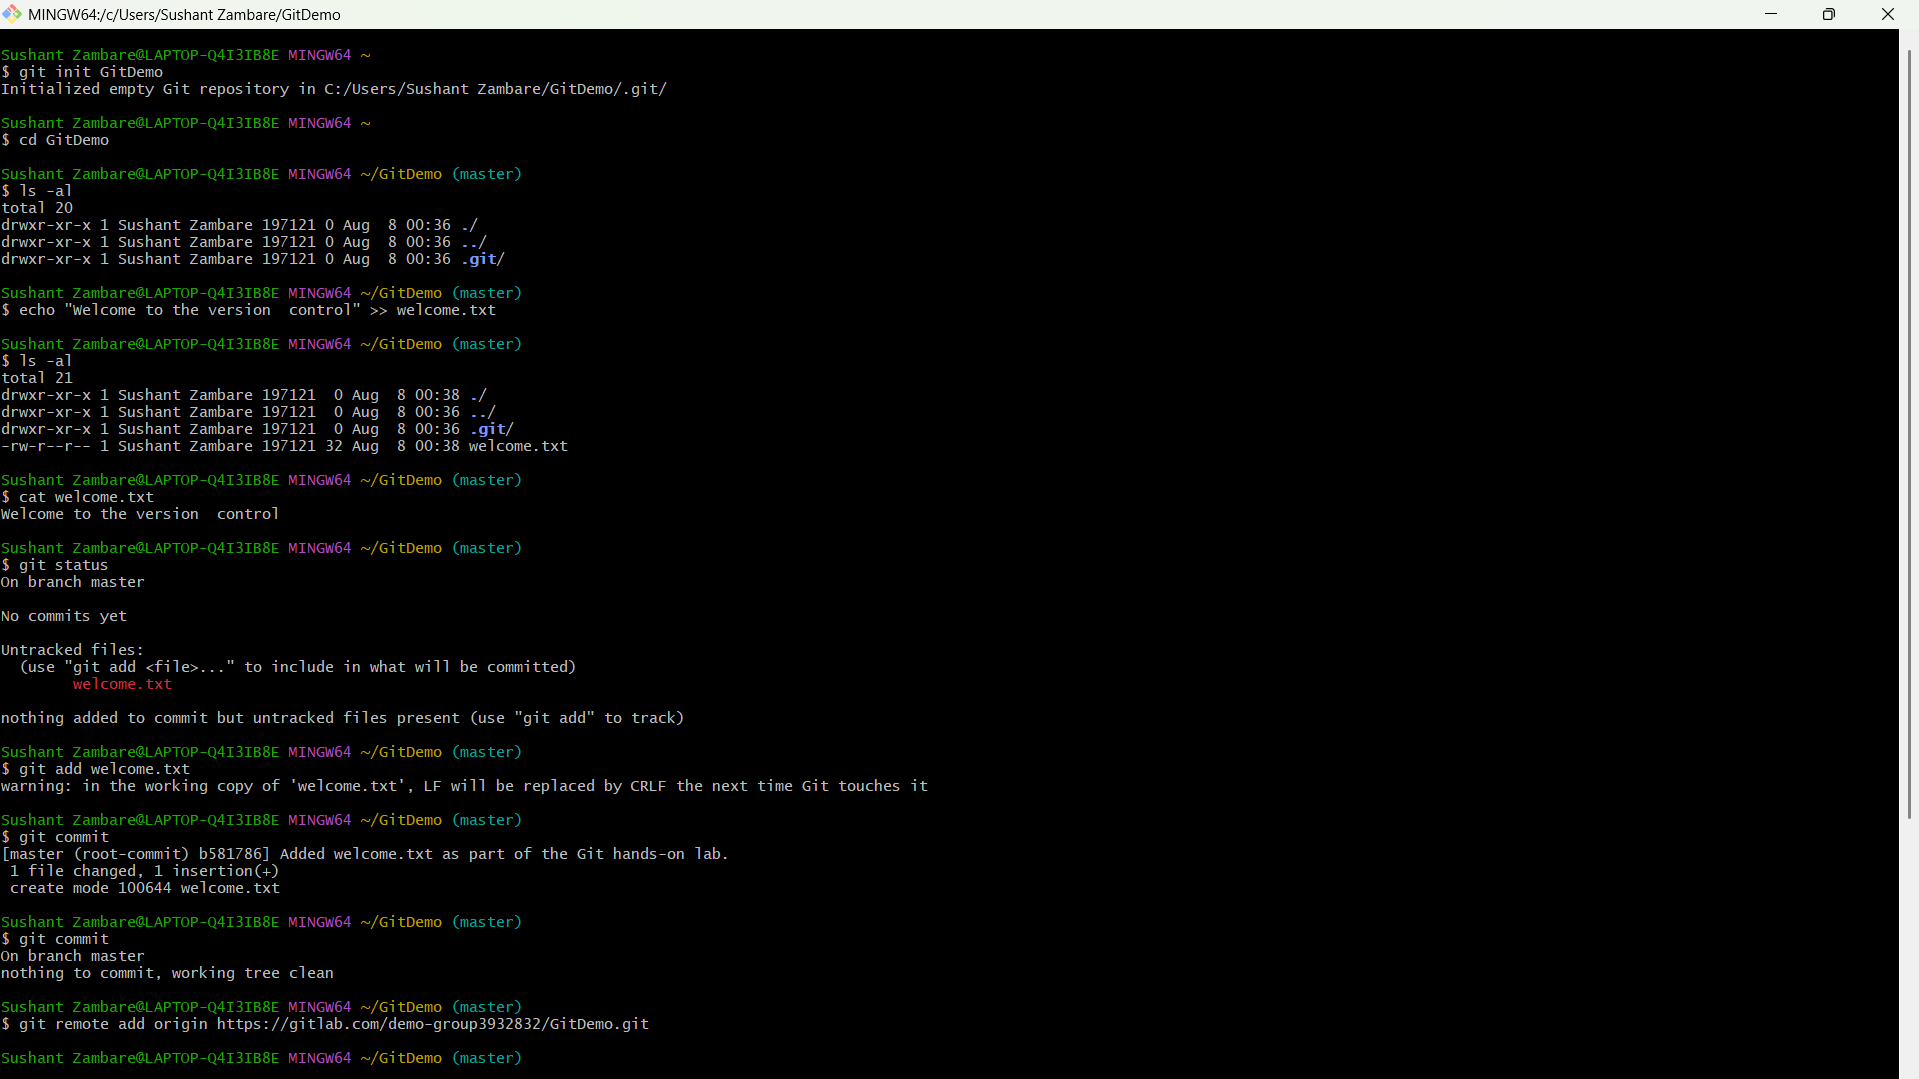 MINGW64:/c/Users/Sushant Zambare/GitDemo
Sushant Zambare@LAPTOP-Q4I3IB8E MINGW64 ~
$ git init GitDemo
Initialized empty Git repository in C:/Users/Sushant Zambare/GitDemo/.git/
Sushant Zambare@LAPTOP-Q4I3IB8E MINGW64 ~
$ cd GitDemo
Sushant Zambare@LAPTOP-Q4I3IB8E MINGW64 ~/GitDemo (master)
$ ls -al
total 20
drwxr-xr-x 1 Sushant Zambare 197121 0 Aug  8 00:36 ./
drwxr-xr-x 1 Sushant Zambare 197121 0 Aug  8 00:36 ../
drwxr-xr-x 1 Sushant Zambare 197121 0 Aug  8 00:36 .git/
Sushant Zambare@LAPTOP-Q4I3IB8E MINGW64 ~/GitDemo (master)
$ echo "Welcome to the version  control" >> welcome.txt
Sushant Zambare@LAPTOP-Q4I3IB8E MINGW64 ~/GitDemo (master)
$ ls -al
total 21
drwxr-xr-x 1 Sushant Zambare 197121  0 Aug  8 00:38 ./
drwxr-xr-x 1 Sushant Zambare 197121  0 Aug  8 00:36 ../
drwxr-xr-x 1 Sushant Zambare 197121  0 Aug  8 00:36 .git/
-rw-r--r-- 1 Sushant Zambare 197121 32 Aug  8 00:38 welcome.txt
Sushant Zambare@LAPTOP-Q4I3IB8E MINGW64 ~/GitDemo (master)
$ cat welcome.txt
Welcome to the version  control
Sushant Zambare@LAPTOP-Q4I3IB8E MINGW64 ~/GitDemo (master)
$ git status
On branch master
No commits yet
Untracked files:
  (use "git add <file>..." to include in what will be committed)
        welcome.txt
nothing added to commit but untracked files present (use "git add" to track)
Sushant Zambare@LAPTOP-Q4I3IB8E MINGW64 ~/GitDemo (master)
$ git add welcome.txt
warning: in the working copy of 'welcome.txt', LF will be replaced by CRLF the next time Git touches it
Sushant Zambare@LAPTOP-Q4I3IB8E MINGW64 ~/GitDemo (master)
$ git commit
[master (root-commit) b581786] Added welcome.txt as part of the Git hands-on lab.
 1 file changed, 1 insertion(+)
 create mode 100644 welcome.txt
Sushant Zambare@LAPTOP-Q4I3IB8E MINGW64 ~/GitDemo (master)
$ git commit
On branch master
nothing to commit, working tree clean
Sushant Zambare@LAPTOP-Q4I3IB8E MINGW64 ~/GitDemo (master)
$ git remote add origin https://gitlab.com/demo-group3932832/GitDemo.git
Sushant Zambare@LAPTOP-Q4I3IB8E MINGW64 ~/GitDemo (master)